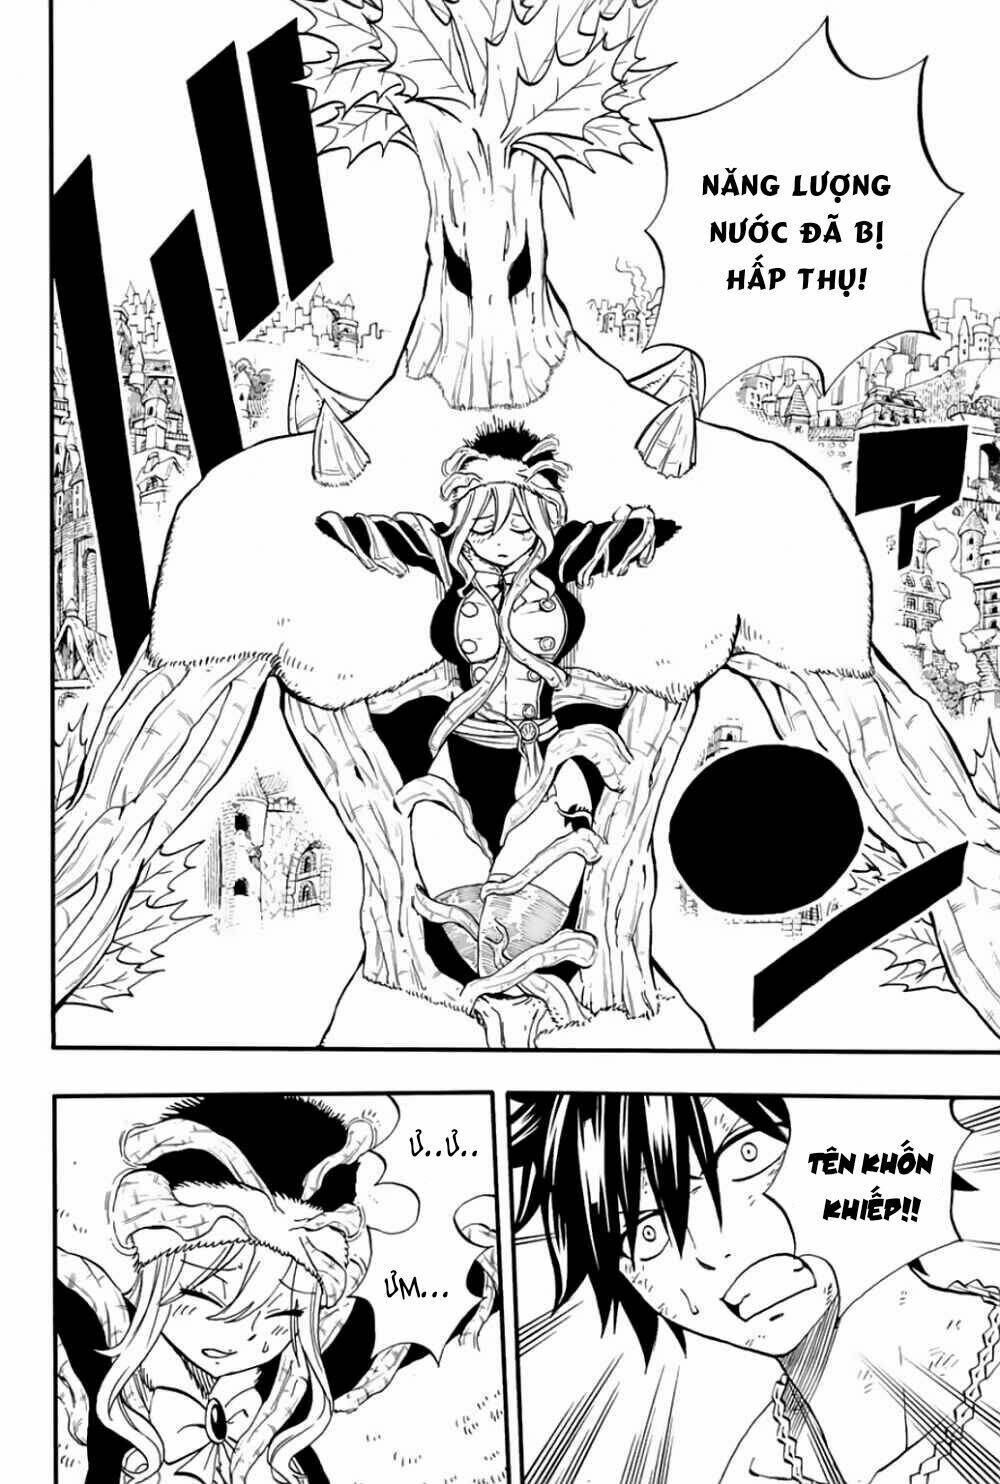 NĂNG LƯỢNG
NƯỚC ĐÃ BỊ
HẤP THỤ!
Ư..Ư..
ƯM...
TÊN KHỐN
KHIẾP!!